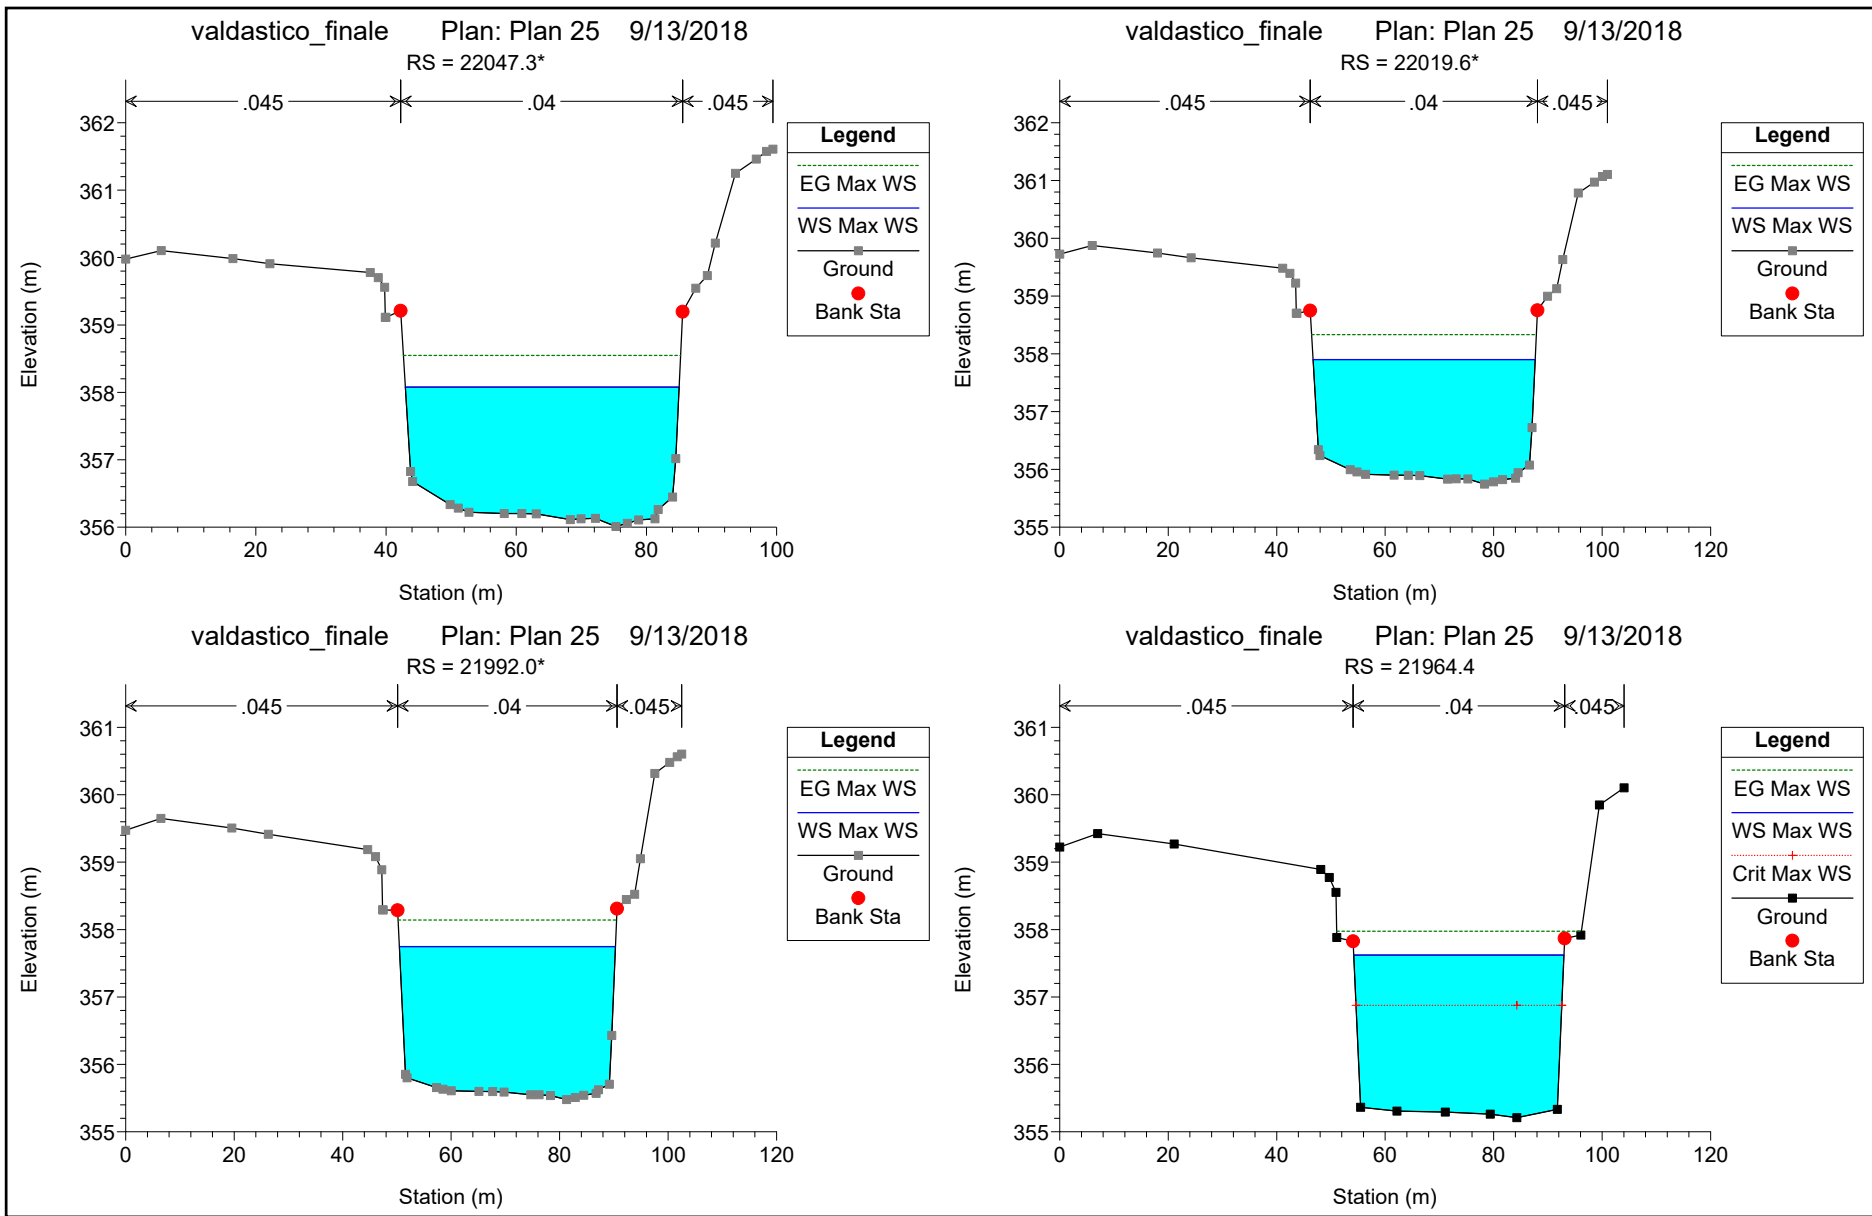 valdastico_finale Plan: Plan 25 9/13/2018
RS = 22047.3*
.045 .04 .045
362
361
360
359
358
357
356
0 20 40 60 80 100
Elevation (m)
Station (m)
Legend
EG Max WS
WS Max WS
Ground
Bank Sta
valdastico_finale Plan: Plan 25 9/13/2018
RS = 22019.6*
.045 .04 .045
362
361
360
359
358
357
356
355
0 20 40 60 80 100 120
Elevation (m)
Station (m)
Legend
EG Max WS
WS Max WS
Ground
Bank Sta
valdastico_finale Plan: Plan 25 9/13/2018
RS = 21992.0*
.045 .04 .045
361
360
359
358
357
356
355
0 20 40 60 80 100 120
Elevation (m)
Station (m)
Legend
EG Max WS
WS Max WS
Ground
Bank Sta
valdastico_finale Plan: Plan 25 9/13/2018
RS = 21964.4
.045 .04 .045
361
360
359
358
357
356
355
0 20 40 60 80 100 120
Elevation (m)
Station (m)
Legend
EG Max WS
WS Max WS
Crit Max WS
Ground
Bank Sta